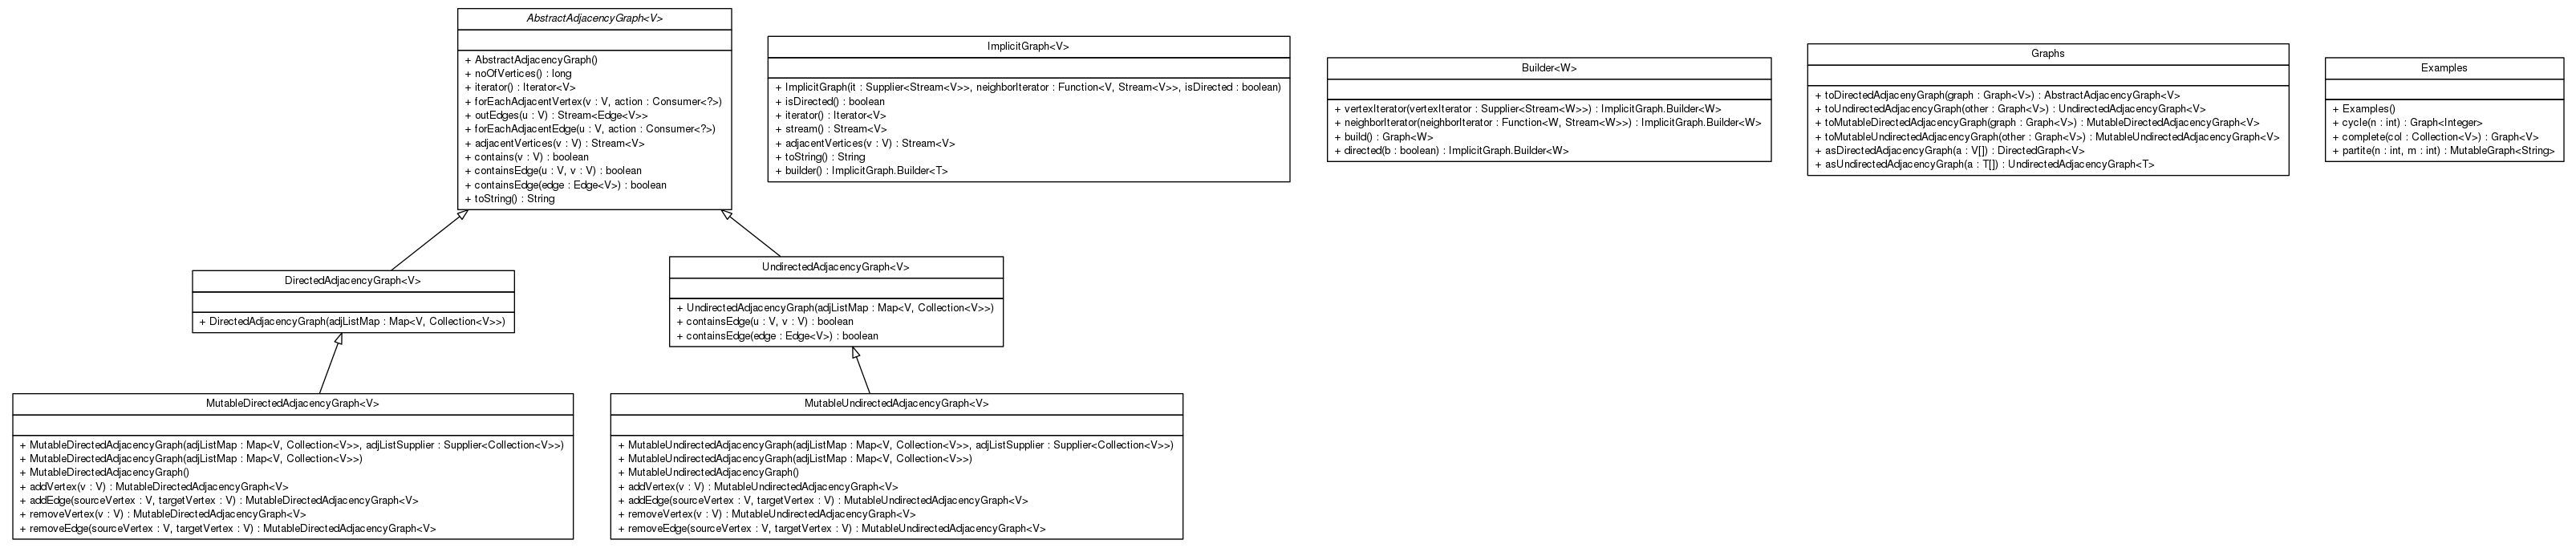 AbstractAdjacencyGraph<V>
+ AbstractAdjacencyGraph()
+ noOfVertices() : long
+ iterator() : Iterator<V>
+ forEachAdjacentVertex(v : V, action : Consumer<?>)
+ outEdges(u : V) : Stream<Edge<V>>
+ forEachAdjacentEdge(u : V, action : Consumer<?>)
+ adjacentVertices(v : V) : Stream<V>
+ contains(v : V) : boolean
+ containsEdge(u : V, v : V) : boolean
+ containsEdge(edge : Edge<V>) : boolean
+ toString() : String
ImplicitGraph<V>
+ ImplicitGraph(it : Supplier<Stream<V>>, neighborIterator : Function<V, Stream<V>>, isDirected : boolean)
+ isDirected() : boolean
+ iterator() : Iterator<V>
+ stream() : Stream<V>
+ adjacentVertices(v : V) : Stream<V>
+ toString() : String
+ builder() : ImplicitGraph.Builder<T>
Builder<W>
+ vertexIterator(vertexIterator : Supplier<Stream<W>>) : ImplicitGraph.Builder<W>
+ neighborIterator(neighborIterator : Function<W, Stream<W>>) : ImplicitGraph.Builder<W>
+ build() : Graph<W>
+ directed(b : boolean) : ImplicitGraph.Builder<W>
Graphs
+ toDirectedAdjacenyGraph(graph : Graph<V>) : AbstractAdjacencyGraph<V>
+ toUndirectedAdjacencyGraph(other : Graph<V>) : UndirectedAdjacencyGraph<V>
+ toMutableDirectedAdjacencyGraph(graph : Graph<V>) : MutableDirectedAdjacencyGraph<V>
+ toMutableUndirectedAdjacencyGraph(other : Graph<V>) : MutableUndirectedAdjacencyGraph<V>
+ asDirectedAdjacencyGraph(a : V[]) : DirectedGraph<V>
+ asUndirectedAdjacencyGraph(a : T[]) : UndirectedAdjacencyGraph<T>
Examples
+ Examples()
+ cycle(n : int) : Graph<Integer>
+ complete(col : Collection<V>) : Graph<V>
+ partite(n : int, m : int) : MutableGraph<String>
DirectedAdjacencyGraph<V>
+ DirectedAdjacencyGraph(adjListMap : Map<V, Collection<V>>)
UndirectedAdjacencyGraph<V>
+ UndirectedAdjacencyGraph(adjListMap : Map<V, Collection<V>>)
+ containsEdge(u : V, v : V) : boolean
+ containsEdge(edge : Edge<V>) : boolean
MutableDirectedAdjacencyGraph<V>
+ MutableDirectedAdjacencyGraph(adjListMap : Map<V, Collection<V>>, adjListSupplier : Supplier<Collection<V>>)
+ MutableDirectedAdjacencyGraph(adjListMap : Map<V, Collection<V>>)
+ MutableDirectedAdjacencyGraph()
+ addVertex(v : V) : MutableDirectedAdjacencyGraph<V>
+ addEdge(sourceVertex : V, targetVertex : V) : MutableDirectedAdjacencyGraph<V>
+ removeVertex(v : V) : MutableDirectedAdjacencyGraph<V>
+ removeEdge(sourceVertex : V, targetVertex : V) : MutableDirectedAdjacencyGraph<V>
MutableUndirectedAdjacencyGraph<V>
+ MutableUndirectedAdjacencyGraph(adjListMap : Map<V, Collection<V>>, adjListSupplier : Supplier<Collection<V>>)
+ MutableUndirectedAdjacencyGraph(adjListMap : Map<V, Collection<V>>)
+ MutableUndirectedAdjacencyGraph()
+ addVertex(v : V) : MutableUndirectedAdjacencyGraph<V>
+ addEdge(sourceVertex : V, targetVertex : V) : MutableUndirectedAdjacencyGraph<V>
+ removeVertex(v : V) : MutableUndirectedAdjacencyGraph<V>
+ removeEdge(sourceVertex : V, targetVertex : V) : MutableUndirectedAdjacencyGraph<V>